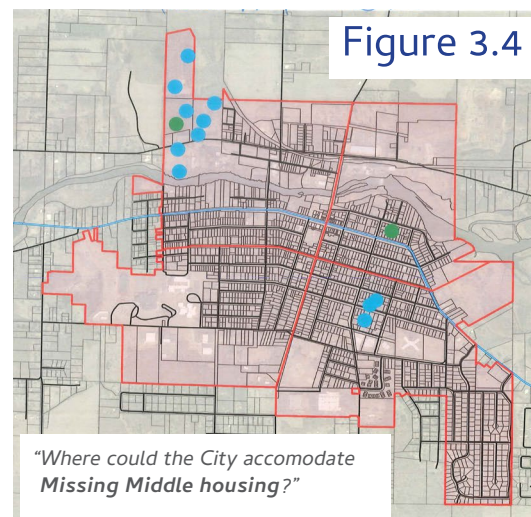 Figure 3.4
“Where could the City accomodate
Missing Middle housing?”